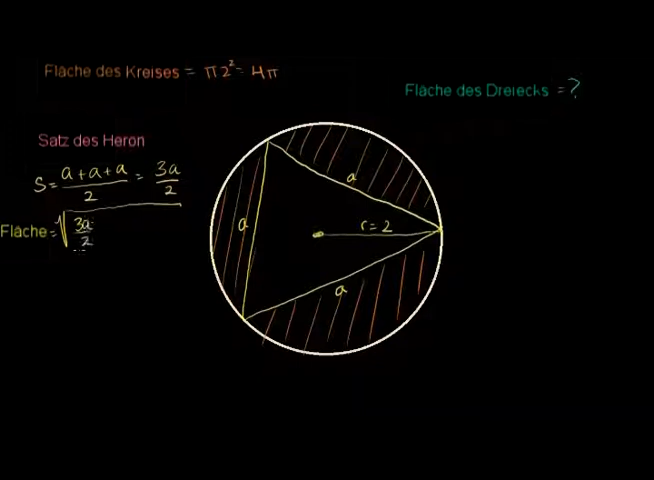 Fläche des Kreises = π2² = 4π
Fläche des Dreiecks = ?
Satz des Heron
S = a+a+a / 2 = 3a / 2
Fläche = √ 3a / 2
a
a
r = 2
a